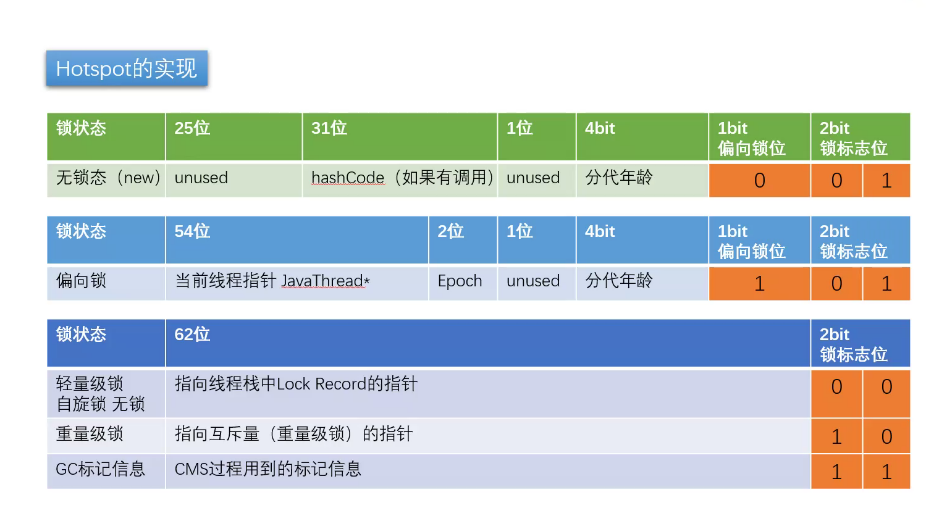 Hotspot的实现
锁状态 25位 31位 1位 4bit 1bit 2bit
偏向锁位 锁标志位
无锁态（new） unused hashCode（如果有调用） unused 分代年龄 0 0 1
锁状态 54位 2位 1位 4bit 1bit 2bit
偏向锁位 锁标志位
偏向锁 当前线程指针 JavaThread* Epoch unused 分代年龄 1 0 1
锁状态 62位 2bit
锁标志位
轻量级锁 指向线程栈中Lock Record的指针 0 0
自旋锁 无锁
重量级锁 指向互斥量（重量级锁）的指针 1 0
GC标记信息 CMS过程用到的标记信息 1 1